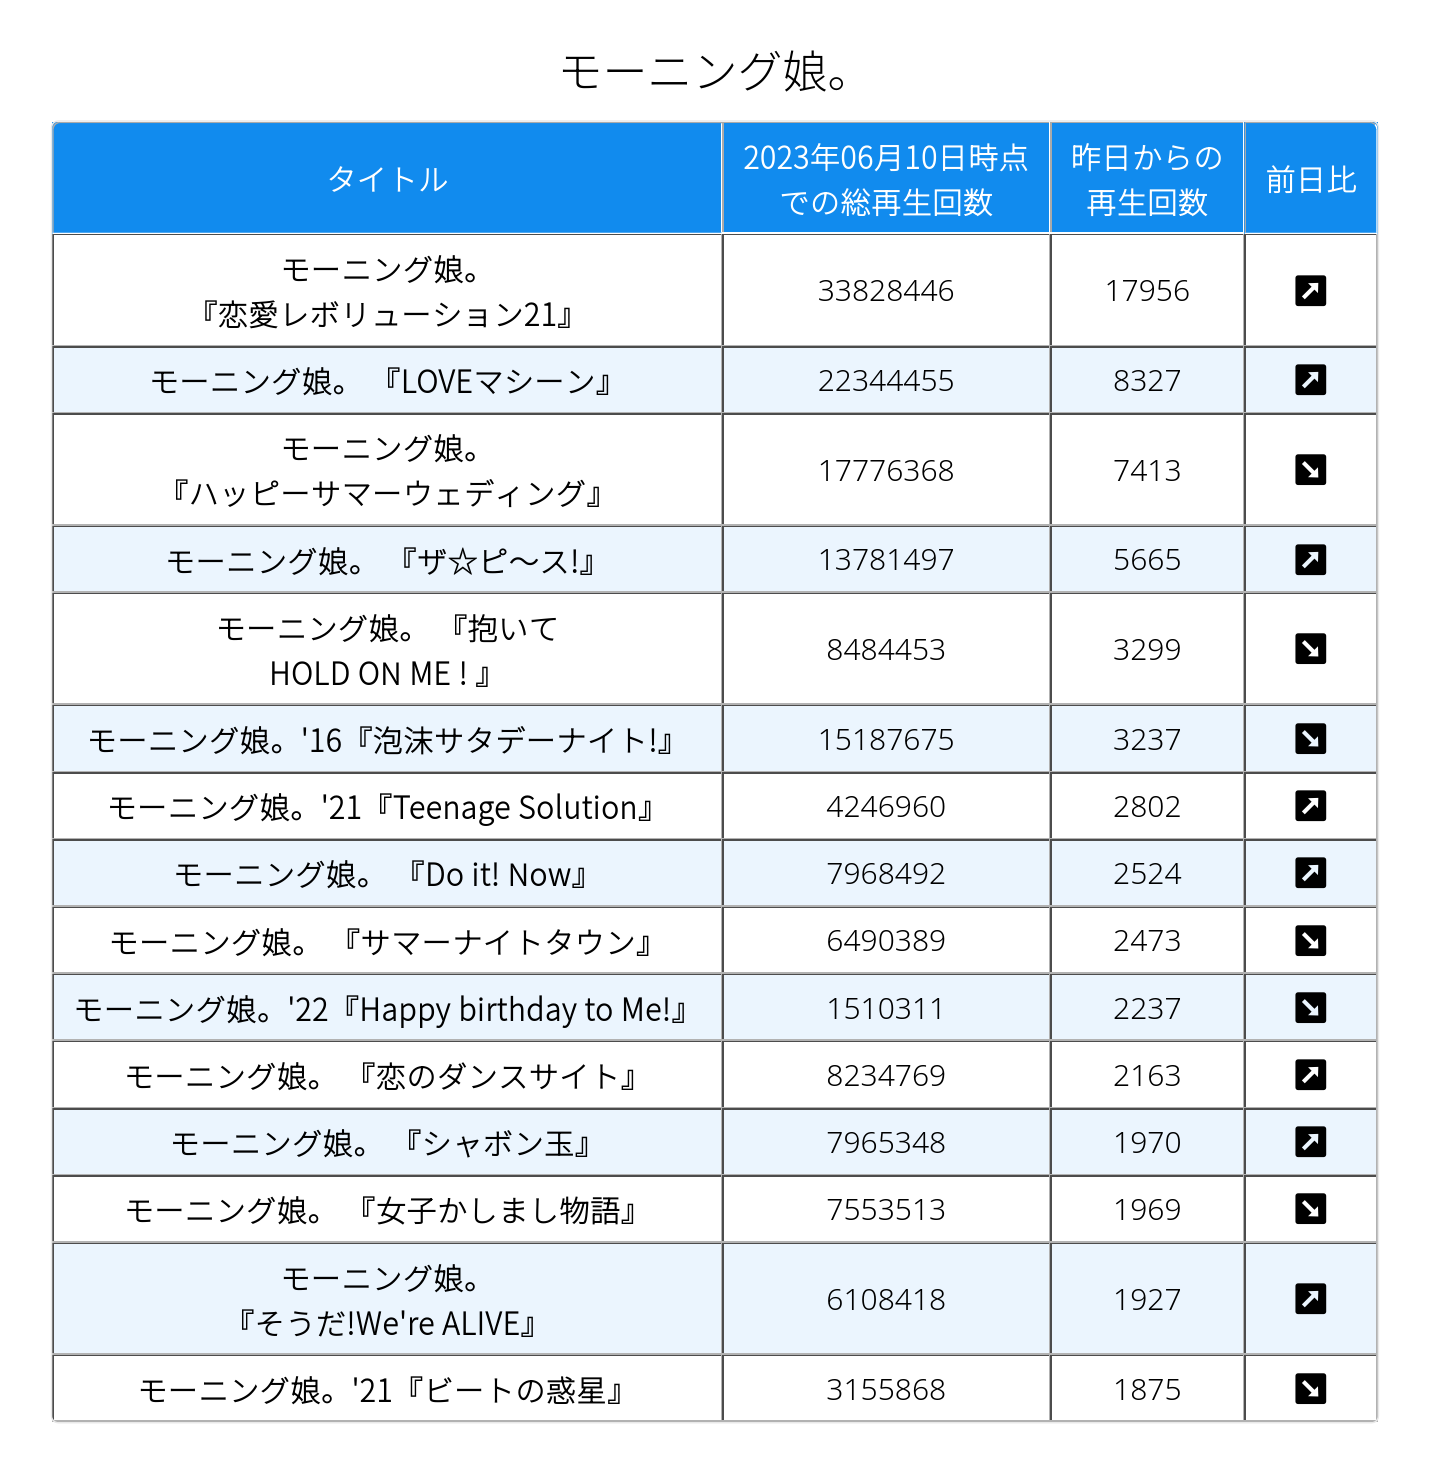 モーニング娘。
タイトル
2023年06月10日時点
での総再生回数
昨日からの
再生回数
前日比
モーニング娘。
『恋愛レボリューション21』
33828446
17956
モーニング娘。 『LOVEマシーン』
22344455
8327
モーニング娘。
『ハッピーサマーウェディング』
17776368
7413
モーニング娘。 『ザ☆ピ〜ス!』
13781497
5665
モーニング娘。 『抱いて
HOLD ON ME ! 』
8484453
3299
モーニング娘。'16『泡沫サタデーナイト!』
15187675
3237
モーニング娘。'21『Teenage Solution』
4246960
2802
モーニング娘。 『Do it! Now』
7968492
2524
モーニング娘。 『サマーナイトタウン』
6490389
2473
モーニング娘。'22『Happy birthday to Me!』
1510311
2237
モーニング娘。 『恋のダンスサイト』
8234769
2163
モーニング娘。 『シャボン玉』
7965348
1970
モーニング娘。 『女子かしまし物語』
7553513
1969
モーニング娘。
『そうだ!We're ALIVE』
6108418
1927
モーニング娘。'21『ビートの惑星』
3155868
1875